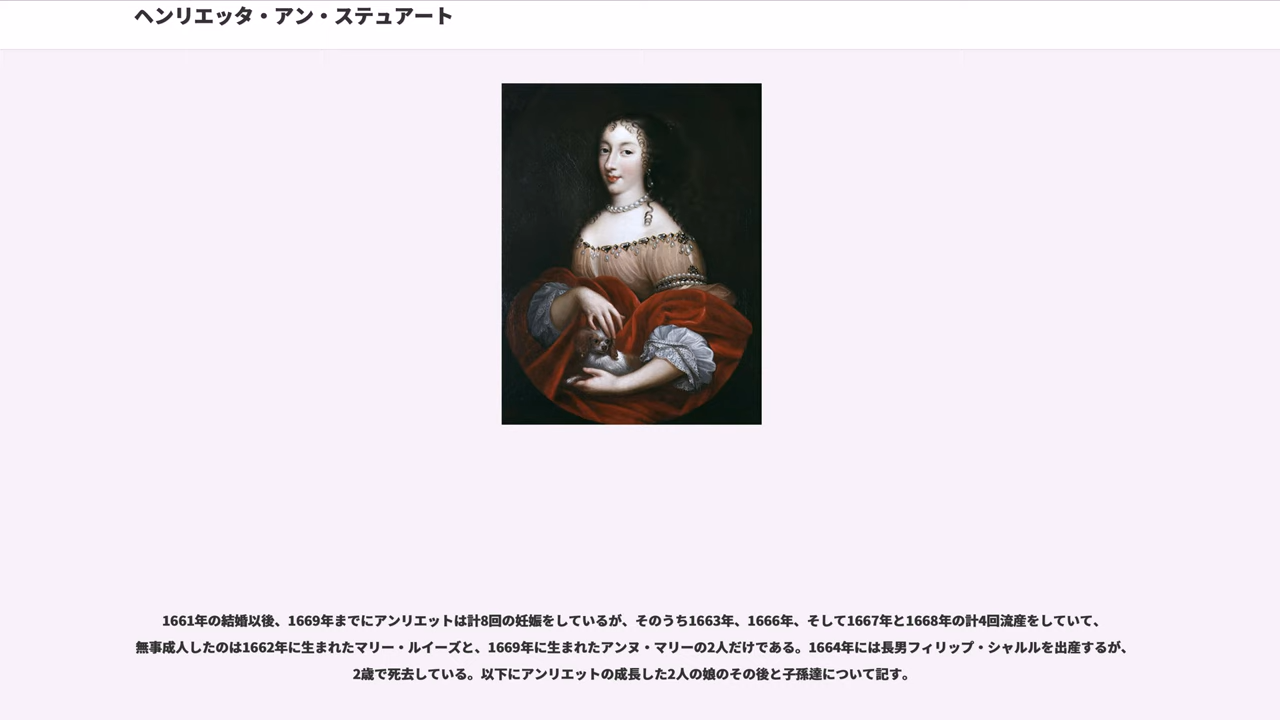 ヘンリエッタ・アン・ステュアート
1661年の結婚以後、1669年までにアンリエットは計8回の妊娠をしているが、そのうち1663年、1666年、そして1667年と1668年の計4回流産をしていて、
無事成人したのは1662年に生まれたマリー・ルイーズと、1669年に生まれたアンヌ・マリーの2人だけである。1664年には長男フィリップ・シャルルを出産するが、
2歳で死去している。以下にアンリエットの成長した2人の娘のその後と子孫達について記す。